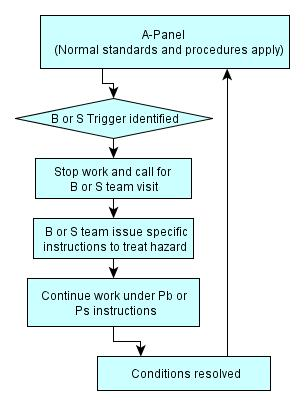 A-Panel
(Normal standards and procedures apply)
B or S Trigger identified
Stop work and call for
B or S team visit
B or S team issue specific
instructions to treat hazard
Continue work under Pb or
Ps instructions
Conditions resolved